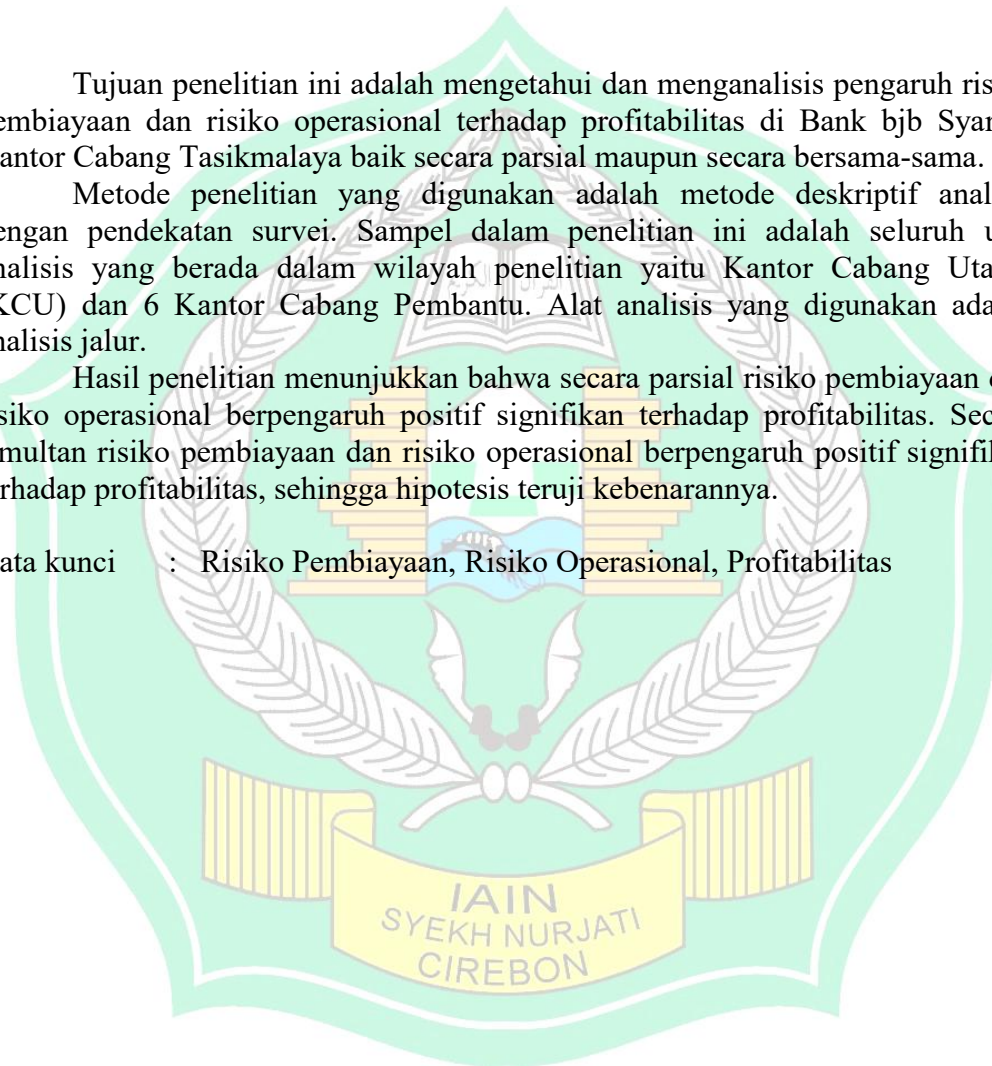 Tujuan penelitian ini adalah mengetahui dan menganalisis pengaruh ris
embiayaan dan risiko operasional terhadap profitabilitas di Bank bjb Syar
antor Cabang Tasikmalaya baik secara parsial maupun secara bersama-sama.
Metode penelitian yang digunakan adalah metode deskriptif anal
engan pendekatan survei. Sampel dalam penelitian ini adalah seluruh u
nalisis yang berada dalam wilayah penelitian yaitu Kantor Cabang Uta
KCU) dan 6 Kantor Cabang Pembantu. Alat analisis yang digunakan ada
nalisis jalur.
Hasil penelitian menunjukkan bahwa secara parsial risiko pembiayaan d
siko operasional berpengaruh positif signifikan terhadap profitabilitas. Sec
multan risiko pembiayaan dan risiko operasional berpengaruh positif signifik
rhadap profitabilitas, sehingga hipotesis teruji kebenarannya.
ata kunci : Risiko Pembiayaan, Risiko Operasional, Profitabilitas
IAIN
SYEKH NURJATI
CIREBON